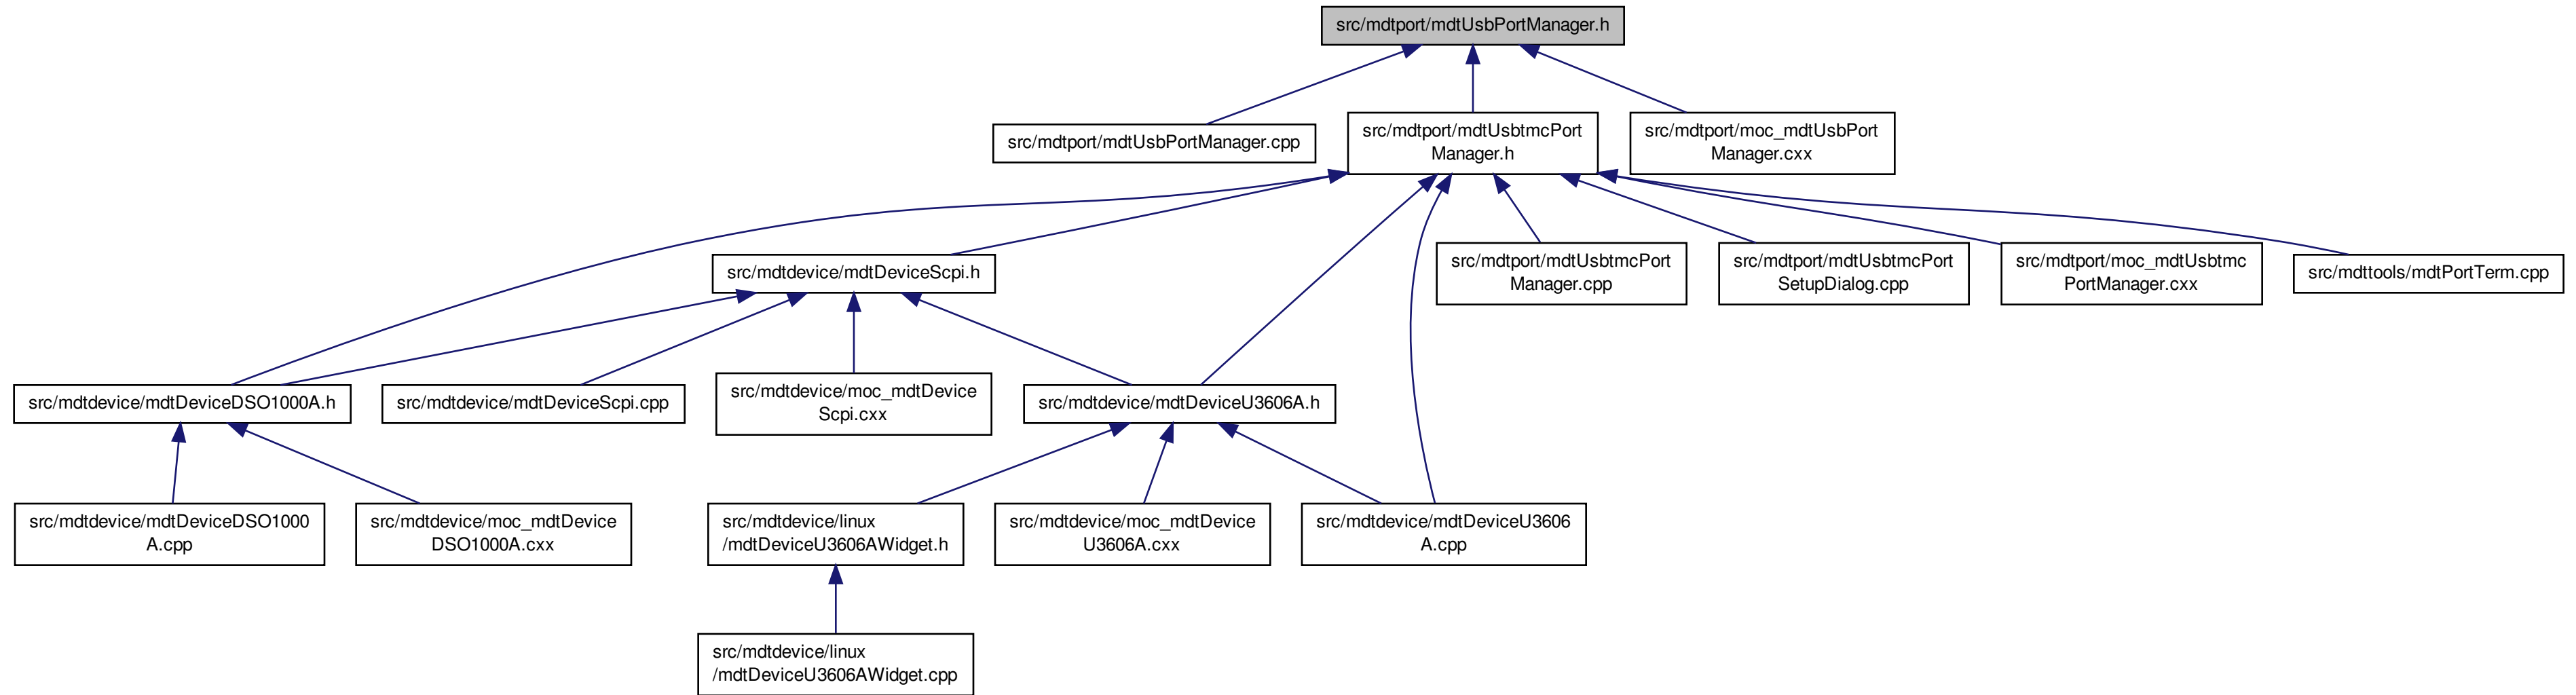 src/mdtport/mdtUsbPortManager.h
src/mdtport/mdtUsbPortManager.cpp
src/mdtport/mdtUsbtmcPort
Manager.h
src/mdtport/moc_mdtUsbPort
Manager.cxx
src/mdtdevice/mdtDeviceScpi.h
src/mdtport/mdtUsbtmcPort
Manager.cpp
src/mdtport/mdtUsbtmcPort
SetupDialog.cpp
src/mdtport/moc_mdtUsbtmc
PortManager.cxx
src/mdttools/mdtPortTerm.cpp
src/mdtdevice/mdtDeviceDSO1000A.h
src/mdtdevice/mdtDeviceScpi.cpp
src/mdtdevice/moc_mdtDevice
Scpi.cxx
src/mdtdevice/mdtDeviceU3606A.h
src/mdtdevice/mdtDeviceDSO1000
A.cpp
src/mdtdevice/moc_mdtDevice
DSO1000A.cxx
src/mdtdevice/linux
/mdtDeviceU3606AWidget.h
src/mdtdevice/moc_mdtDevice
U3606A.cxx
src/mdtdevice/mdtDeviceU3606
A.cpp
src/mdtdevice/linux
/mdtDeviceU3606AWidget.cpp